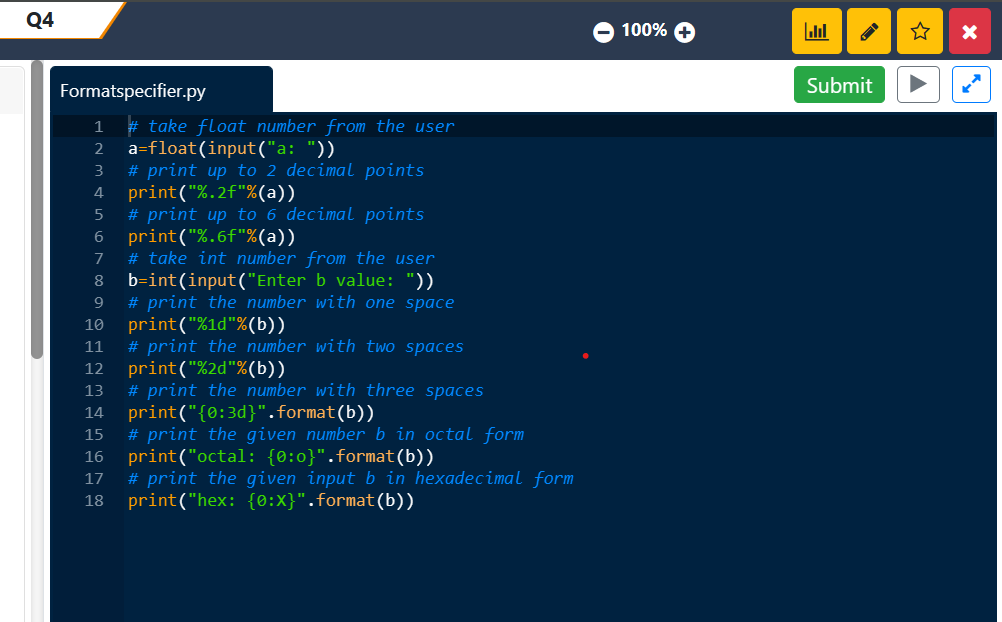 Q4
100%
Formatspecifier.py
Submit
1 # take float number from the user
2 a=float(input("a: "))
3 # print up to 2 decimal points
4 print("%.2f"%(a))
5 # print up to 6 decimal points
6 print("%.6f"%(a))
7 # take int number from the user
8 b=int(input("Enter b value: "))
9 # print the number with one space
10 print("%1d"%(b))
11 # print the number with two spaces
12 print("%2d"%(b))
13 # print the number with three spaces
14 print("{0:3d}".format(b))
15 # print the given number b in octal form
16 print("octal: {0:o}".format(b))
17 # print the given input b in hexadecimal form
18 print("hex: {0:X}".format(b))